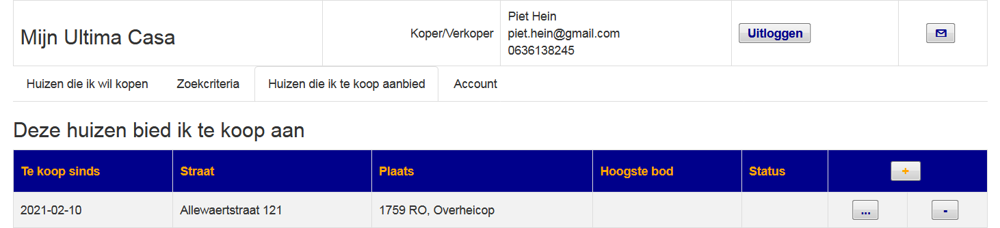 Mijn Ultima Casa
Koper/Verkoper
Piet Hein
piet.hein@gmail.com
0636138245
Uitloggen
Huizen die ik wil kopen Zoekcriteria Huizen die ik te koop aanbied Account
Deze huizen bied ik te koop aan
Te koop sinds Straat Plaats Hoogste bod Status +
2021-02-10 Allewaertstraat 121 1759 RO, Overheicop ... -